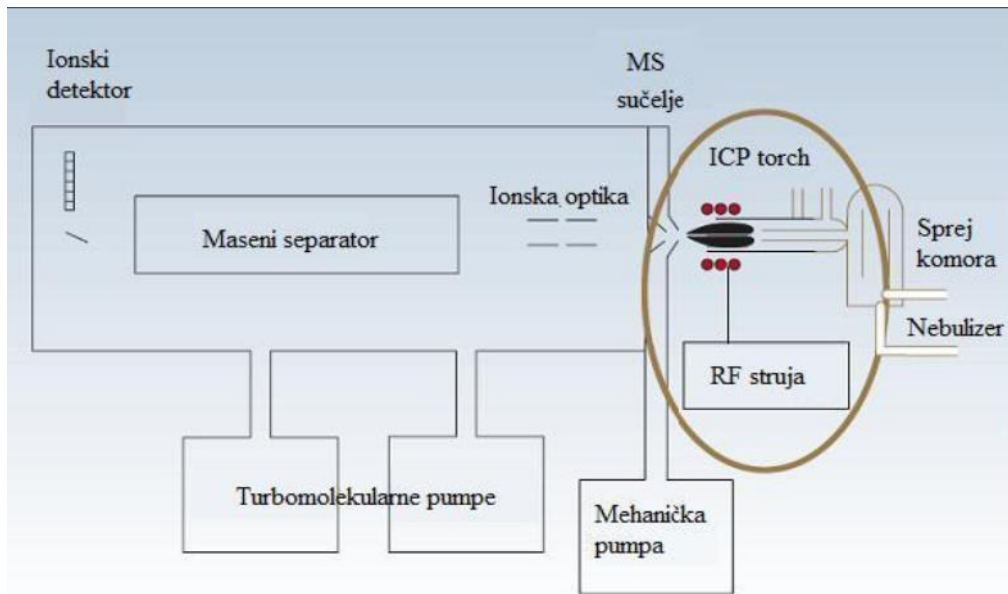 Ionski
detektor
MS
sučelje
ICP torch
Ionska optika
Maseni separator
Sprej
komora
Nebulizer
RF struja
Turbomolekularne pumpe
Mehanička
pumpa